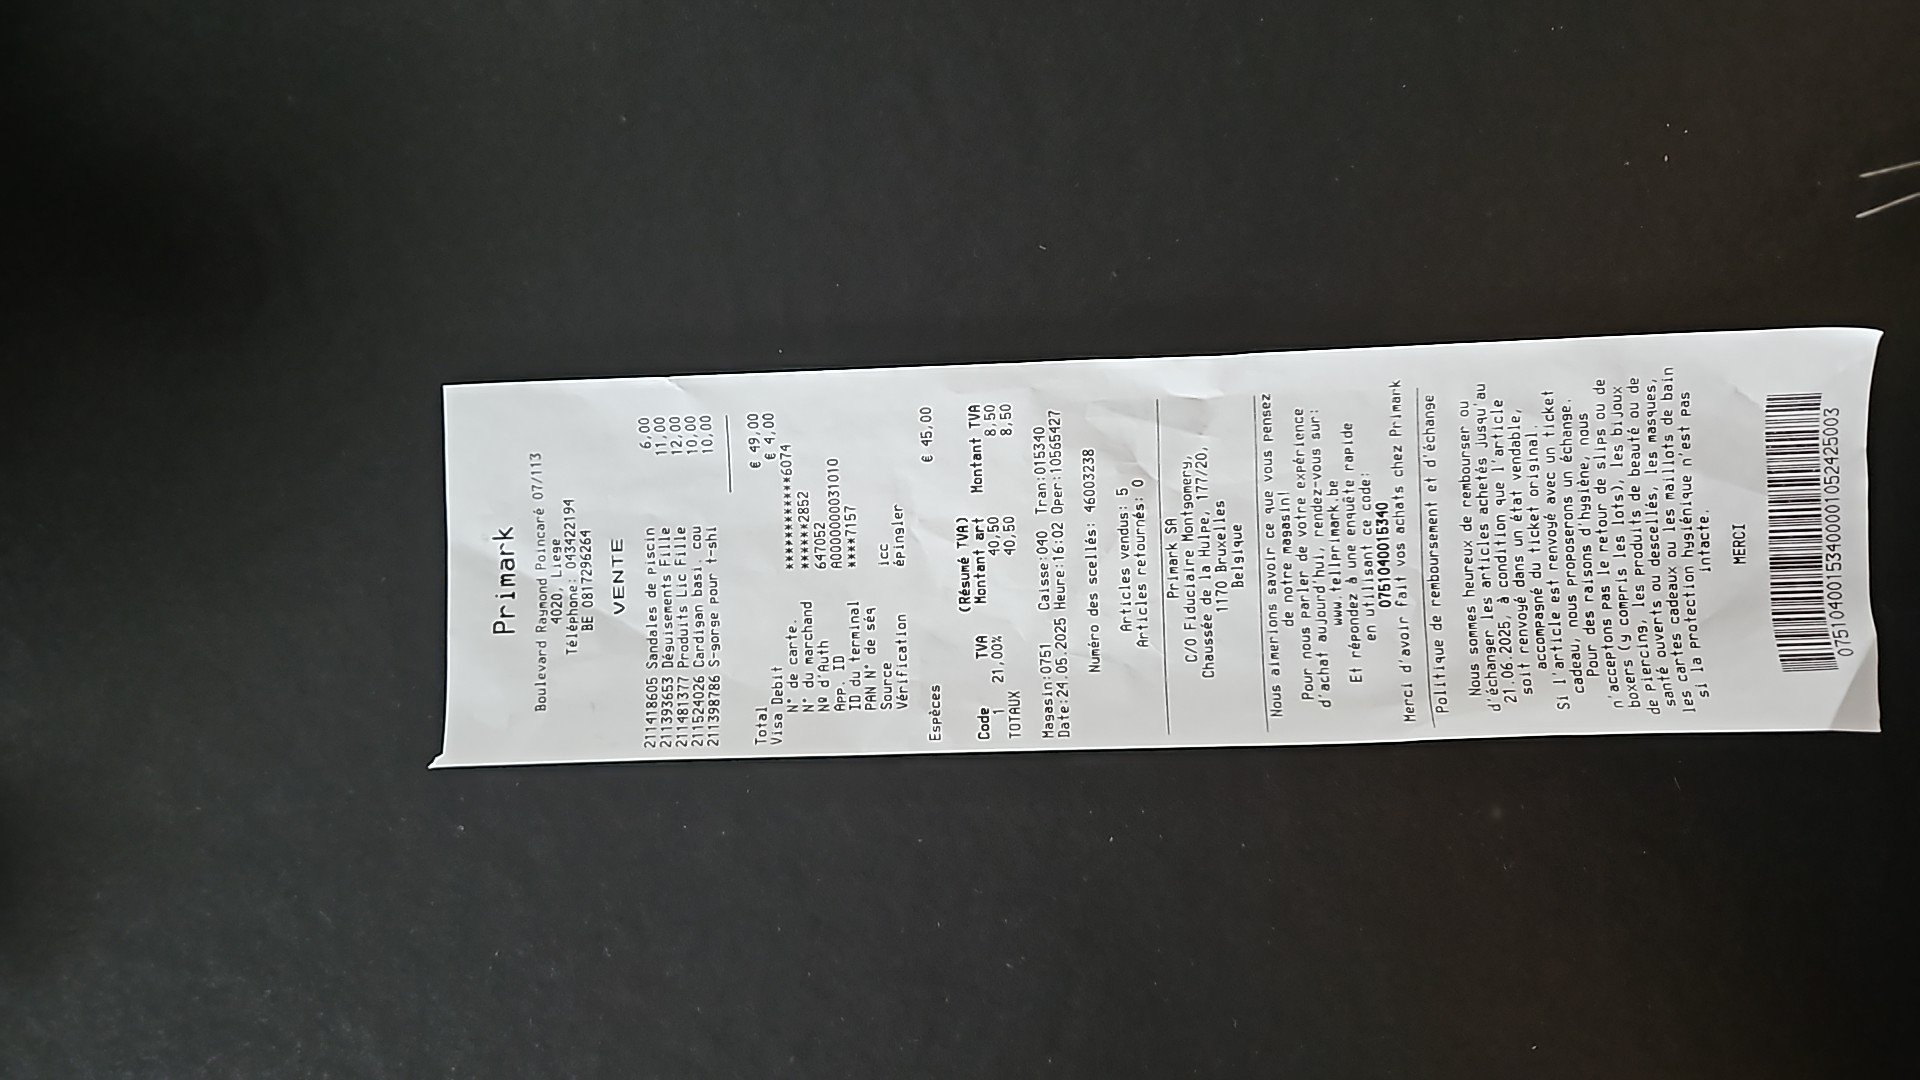 Primark
Boulevard Raymond Poincaré 07/113
4020, Liege
Téléphone: 043422194
BE 0817296264
VENTE
211418605 Sandales de Piscin 6,00
211393653 Déguisements Fille 11,00
211481377 Produits Lic Fille 12,00
211524026 Cardigan basi. cou 10,00
211398786 S-gorge pour t-shi 10,00
Total € 49,00
Visa Debit € 4,00
N° de carte. ************6074
N° du marchand ******2852
Nº d'Auth 647052
App. ID A0000000031010
ID du terminal ***7157
PAN N° de séq
Source icc
Vérification épingler
Espèces € 45,00
(Résumé TVA)
Code TVA Montant art Montant TVA
1 21,00% 40,50 8,50
TOTAUX 40,50 8,50
Magasin:0751 Caisse:040 Tran:015340
Date:24.05.2025 Heure:16:02 Oper:10565427
Numéro des scellés: 46003238
Articles vendus: 5
Articles retournés: 0
Primark SA
C/O Fiduciaire Montgomery,
Chaussée de la Hulpe, 177/20,
1170 Bruxelles
Belgique
Nous aimerions savoir ce que vous pensez
de notre magasin!
Pour nous parler de votre expérience
d'achat aujourd'hui, rendez-vous sur:
www.tellprimark.be
Et répondez à une enquête rapide
en utilisant ce code:
0751040015340
Merci d'avoir fait vos achats chez Primark
Politique de remboursement et d'échange
Nous sommes heureux de rembourser ou
d'échanger les articles achetés jusqu'au
21.06.2025, à condition que l'article
soit renvoyé dans un état vendable,
accompagné du ticket original.
Si l'article est renvoyé avec un ticket
cadeau, nous proposerons un échange.
Pour des raisons d'hygiène, nous
n'acceptons pas le retour de slips ou de
boxers (y compris les lots), les bijoux
de piercings, les produits de beauté ou de
santé ouverts ou descellés, les masques,
les cartes cadeaux ou les maillots de bain
si la protection hygiénique n'est pas
intacte.
MERCI
0751040015340000105242500​3